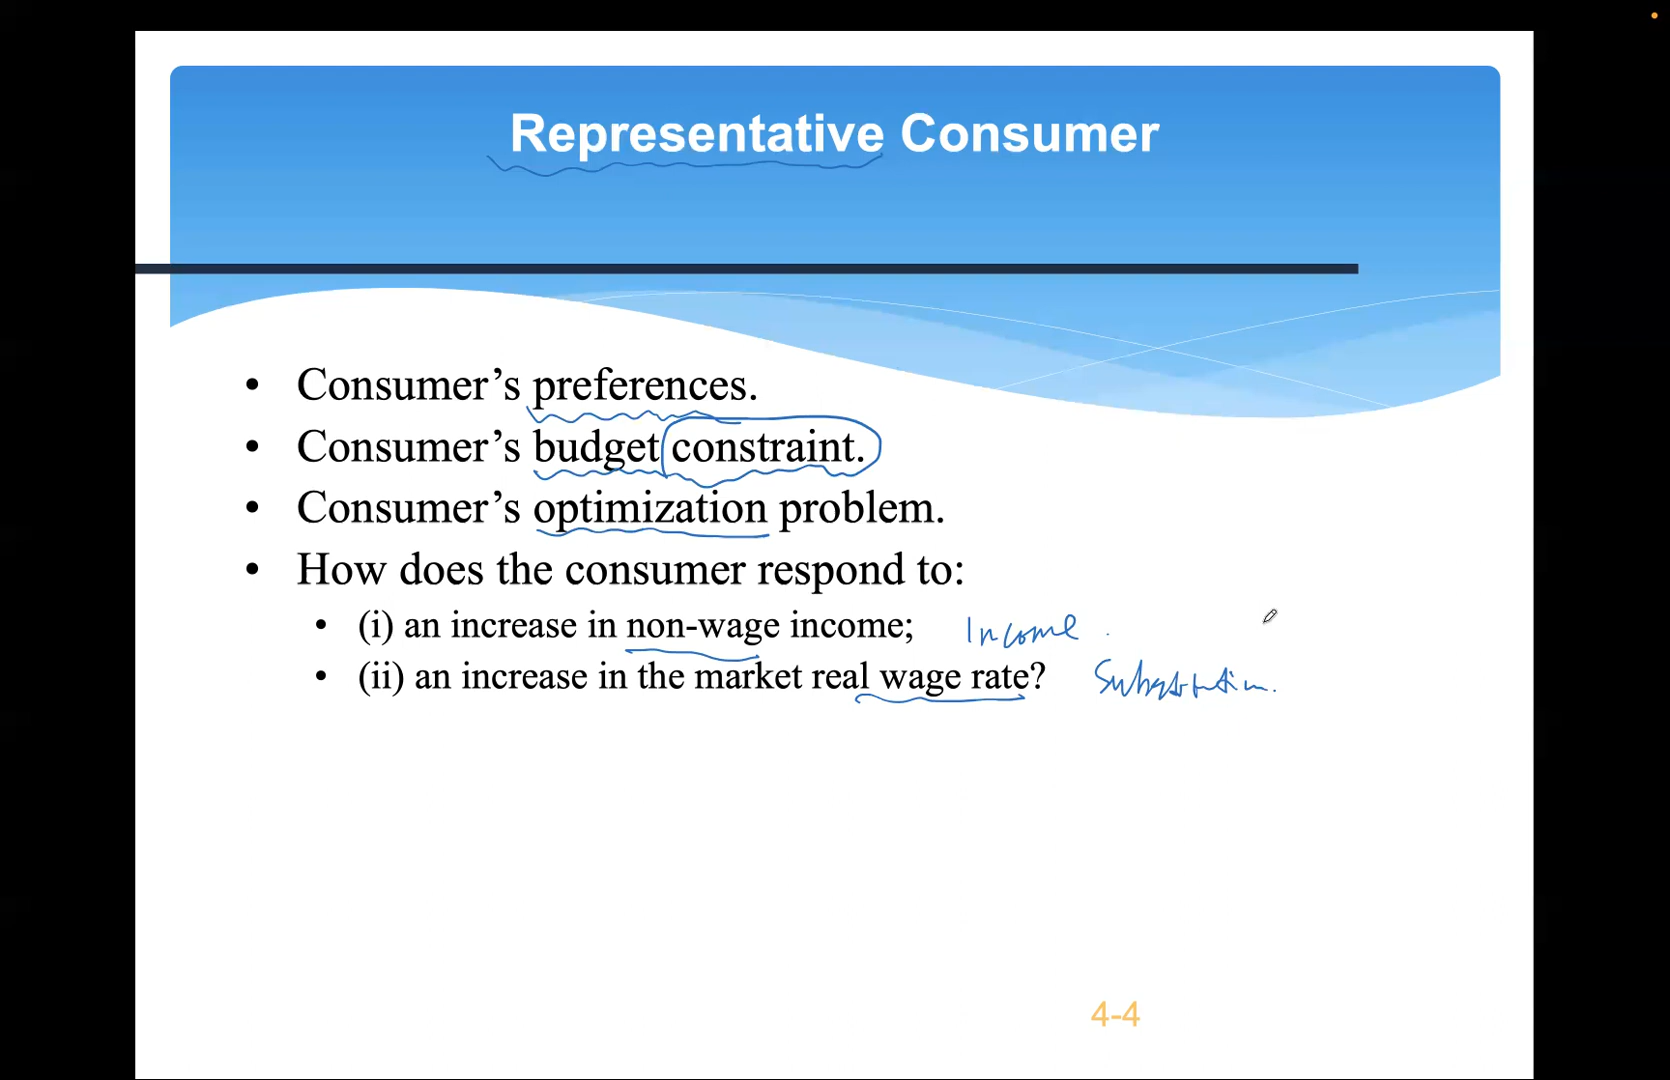 Representative Consumer
• Consumer’s preferences.
• Consumer’s budget constraint.
• Consumer’s optimization problem.
• How does the consumer respond to:
• (i) an increase in non-wage income; Income.
• (ii) an increase in the market real wage rate?
4-4